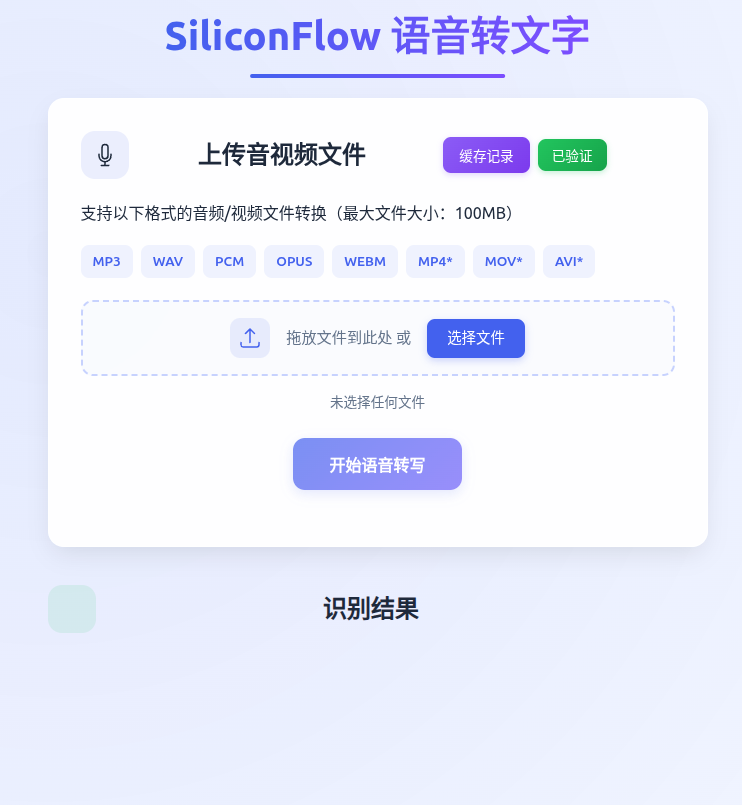 SiliconFlow 语音转文字
上传音视频文件 缓存记录 已验证
支持以下格式的音频/视频文件转换（最大文件大小：100MB）
MP3 WAV PCM OPUS WEBM MP4* MOV* AVI*
拖放文件到此处 或 选择文件
未选择任何文件
开始语音转写
识别结果